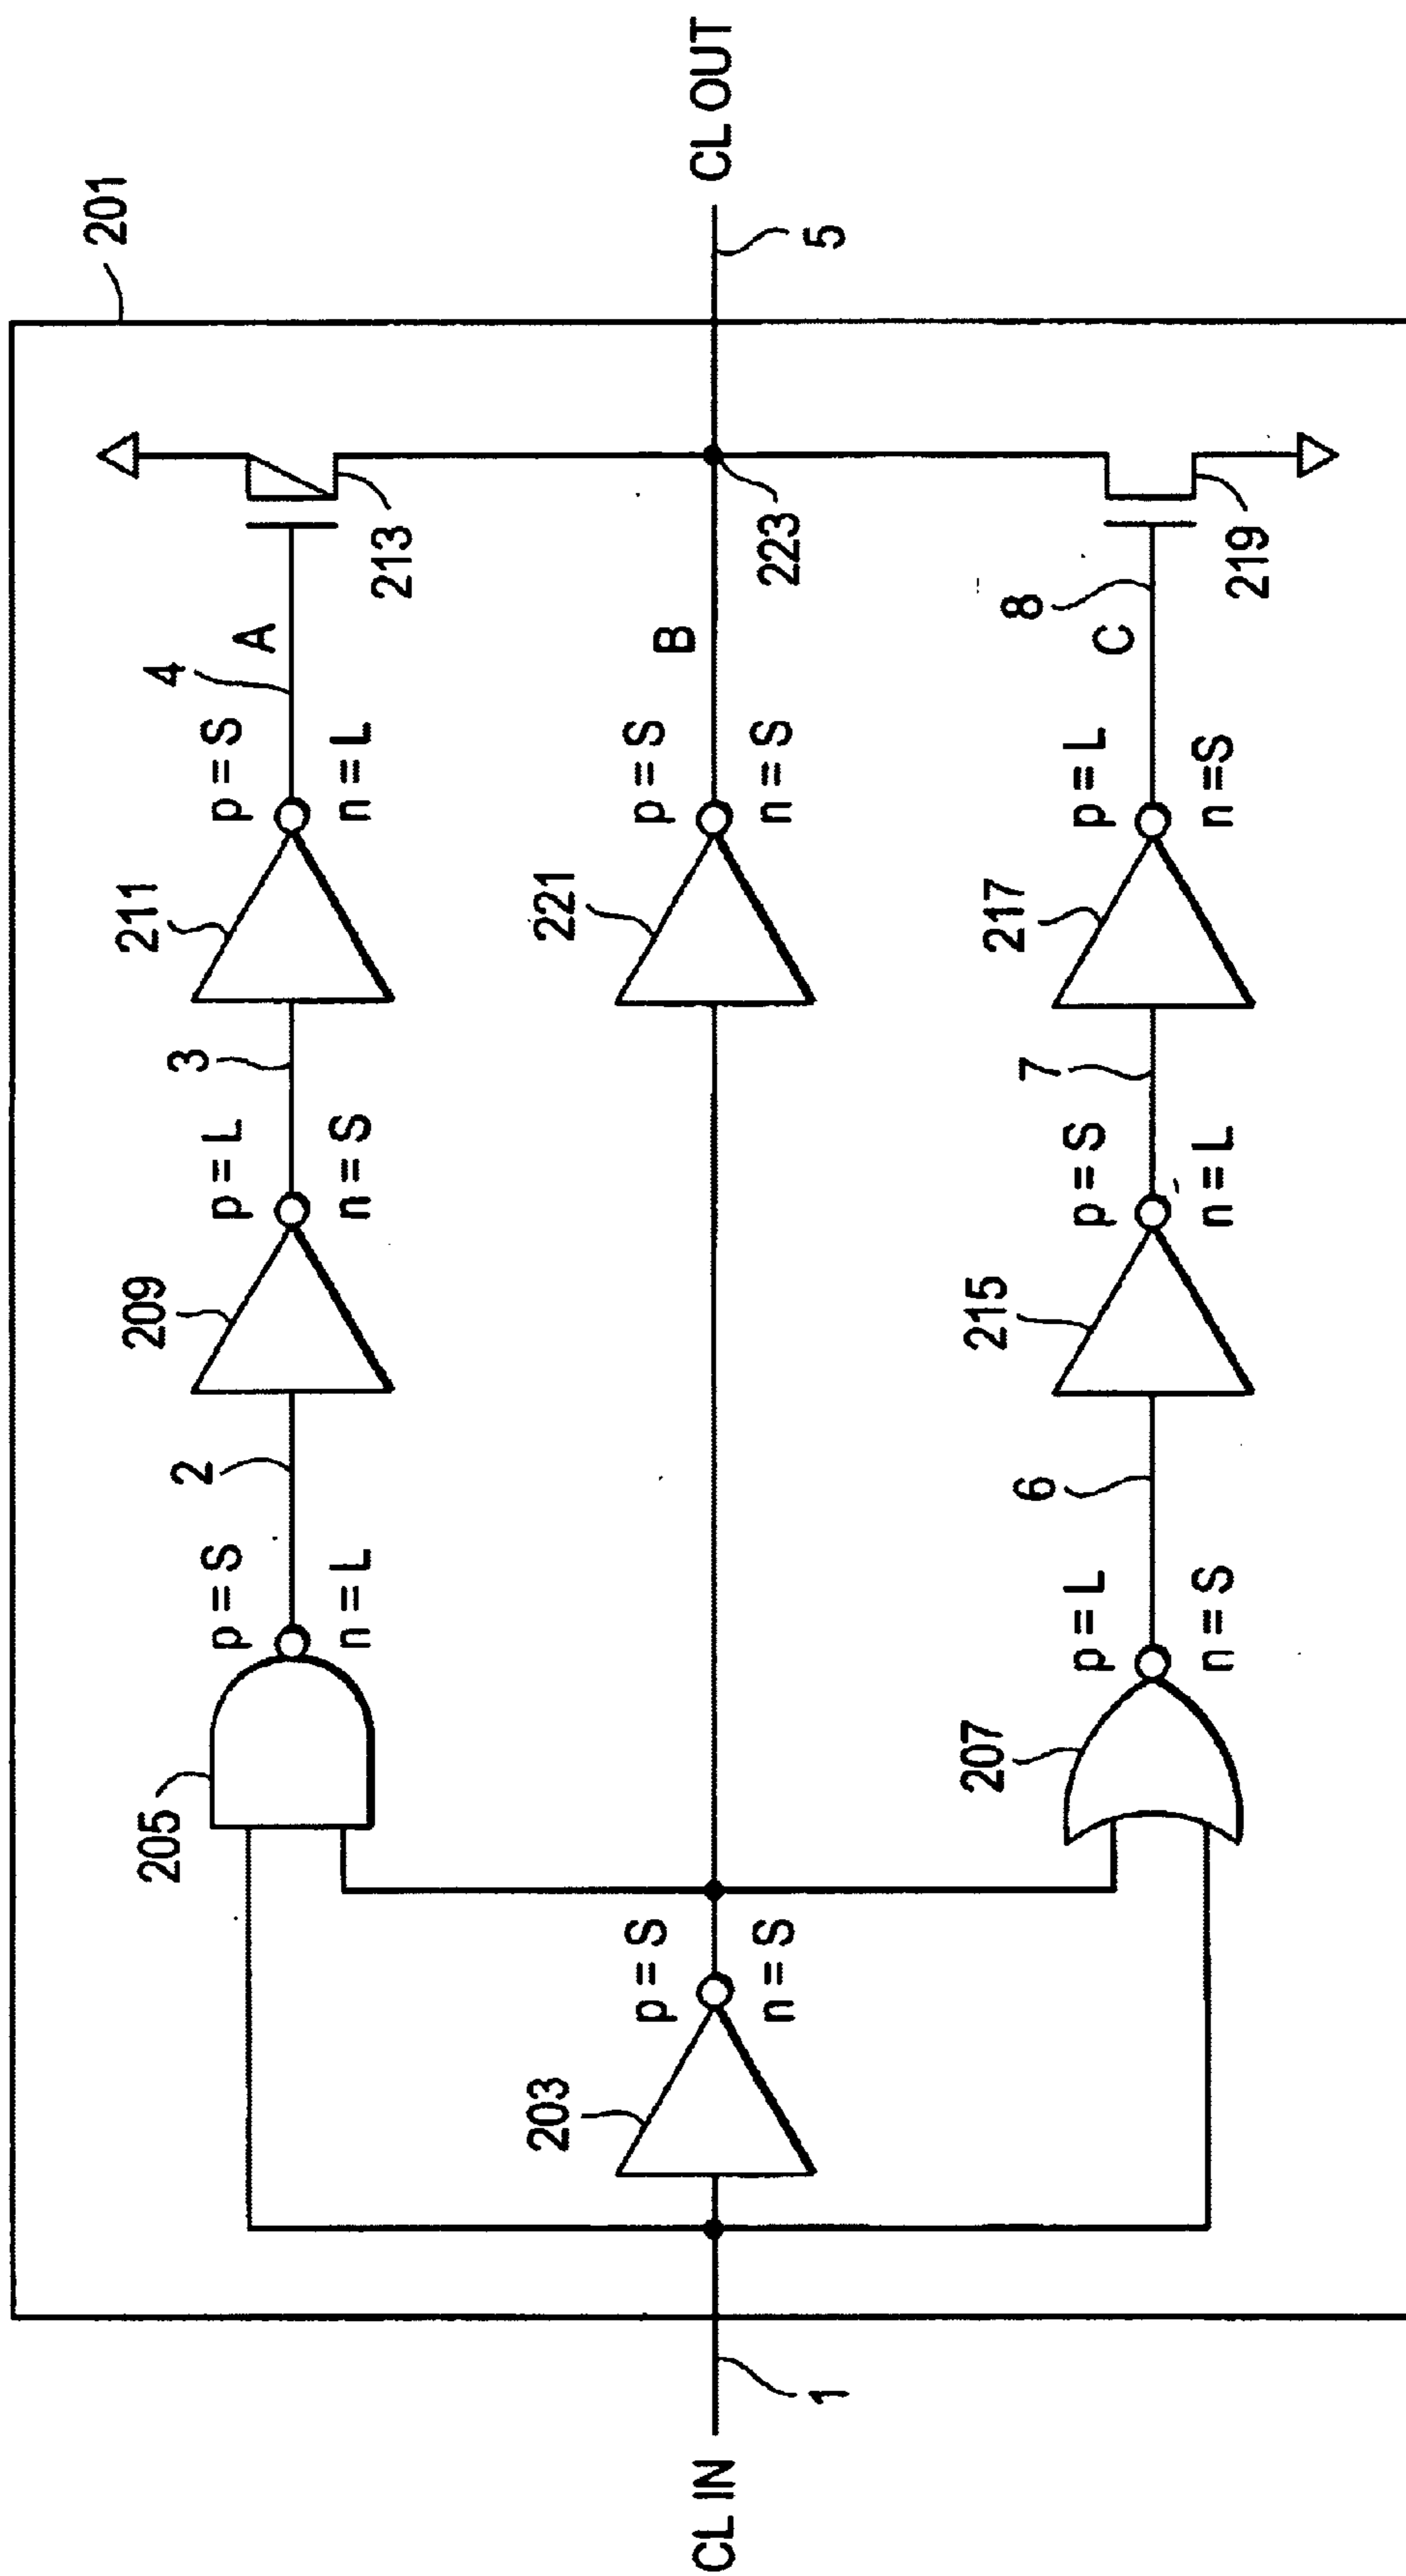 201
CL IN
1
203
p = S
n = S
205
p = S
n = L
2
209
p = L
n = S
3
211
p = S
n = L
4
A
213
221
p = S
n = S
B
223
5
CL OUT
207
p = L
n = S
6
215
p = S
n = L
7
217
p = L
n =S
8
C
219